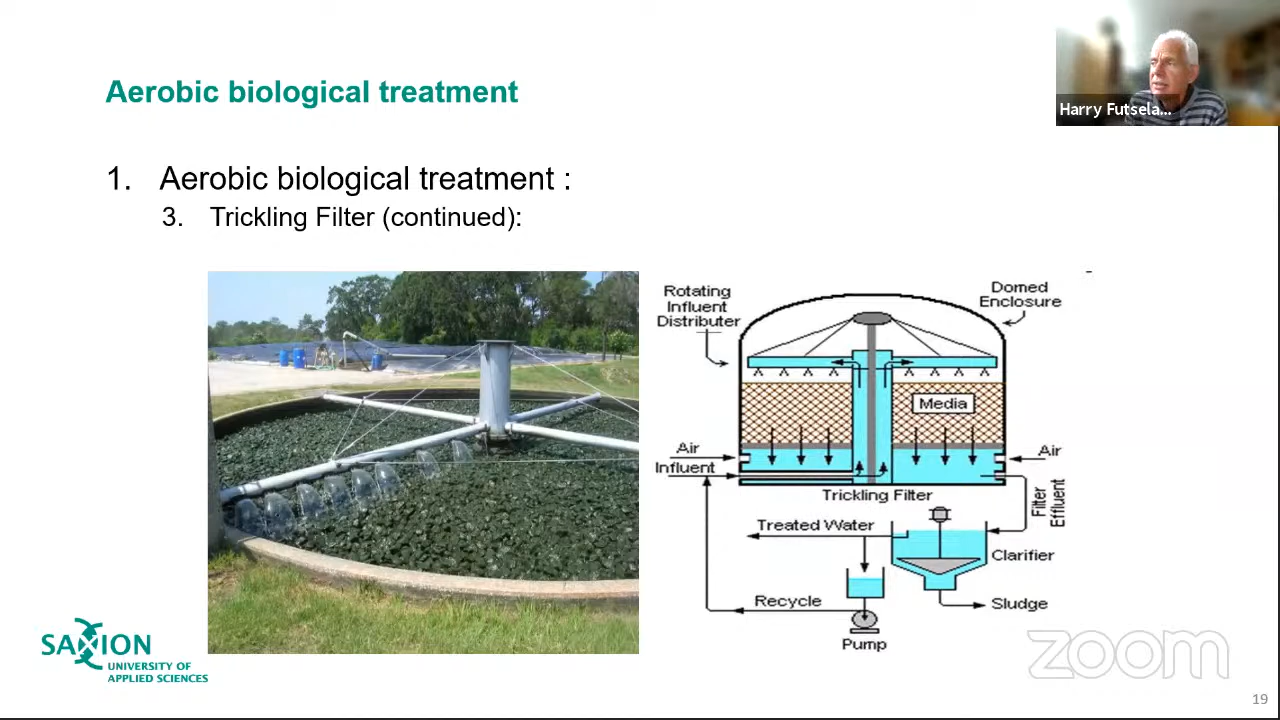 Aerobic biological treatment
Harry Futsela...
1. Aerobic biological treatment :
3. Trickling Filter (continued):
Rotating
Influent
Distributer
Domed
Enclosure
Media
Air
Influent
Air
Trickling Filter
Filter
Effluent
Treated Water
Clarifier
Recycle
Sludge
Pump
SAXION
UNIVERSITY OF
APPLIED SCIENCES
zoom
19